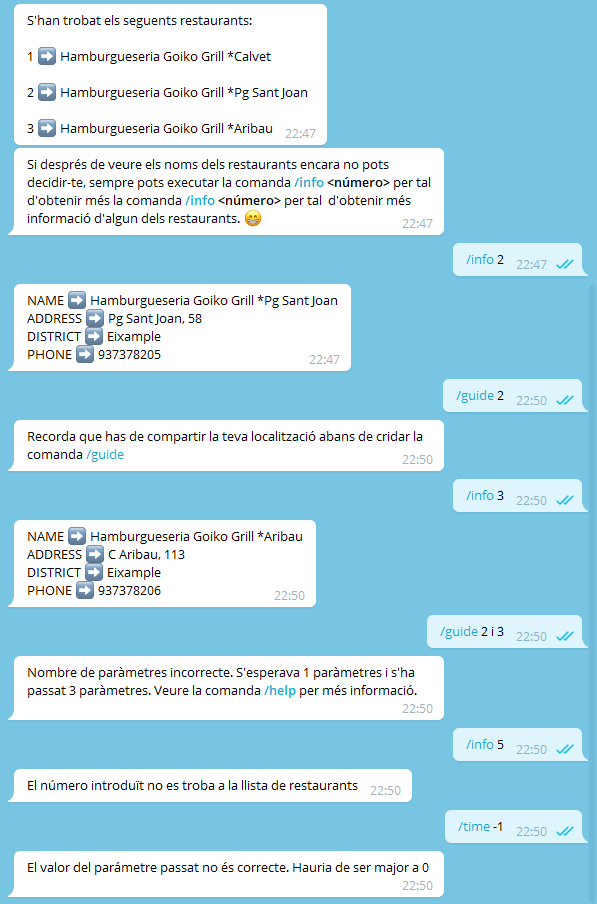 S'han trobat els seguents restaurants:
1 ➡ Hamburgueseria Goiko Grill *Calvet
2 ➡ Hamburgueseria Goiko Grill *Pg Sant Joan
3 ➡ Hamburgueseria Goiko Grill *Aribau 22:47
Si després de veure els noms dels restaurants encara no pots
decidir-te, sempre pots executar la comanda /info <número> per tal
d'obtenir més la comanda /info <número> per tal d'obtenir més
informació d'algun dels restaurants. 😁
22:47
/info 2 22:47
NAME ➡ Hamburgueseria Goiko Grill *Pg Sant Joan
ADDRESS ➡ Pg Sant Joan, 58
DISTRICT ➡ Eixample
PHONE ➡ 937378205
22:47
/guide 2 22:50
Recorda que has de compartir la teva localització abans de cridar la
comanda /guide
22:50
/info 3 22:50
NAME ➡ Hamburgueseria Goiko Grill *Aribau
ADDRESS ➡ C Aribau, 113
DISTRICT ➡ Eixample
PHONE ➡ 937378206
22:50
/guide 2 i 3 22:50
Nombre de paràmetres incorrecte. S'esperava 1 paràmetres i s'ha
passat 3 paràmetres. Veure la comanda /help per més informació.
22:50
/info 5 22:50
El número introduït no es troba a la llista de restaurants 22:50
/time -1 22:50
El valor del parámetre passat no és correcte. Hauria de ser major a 0
22:50